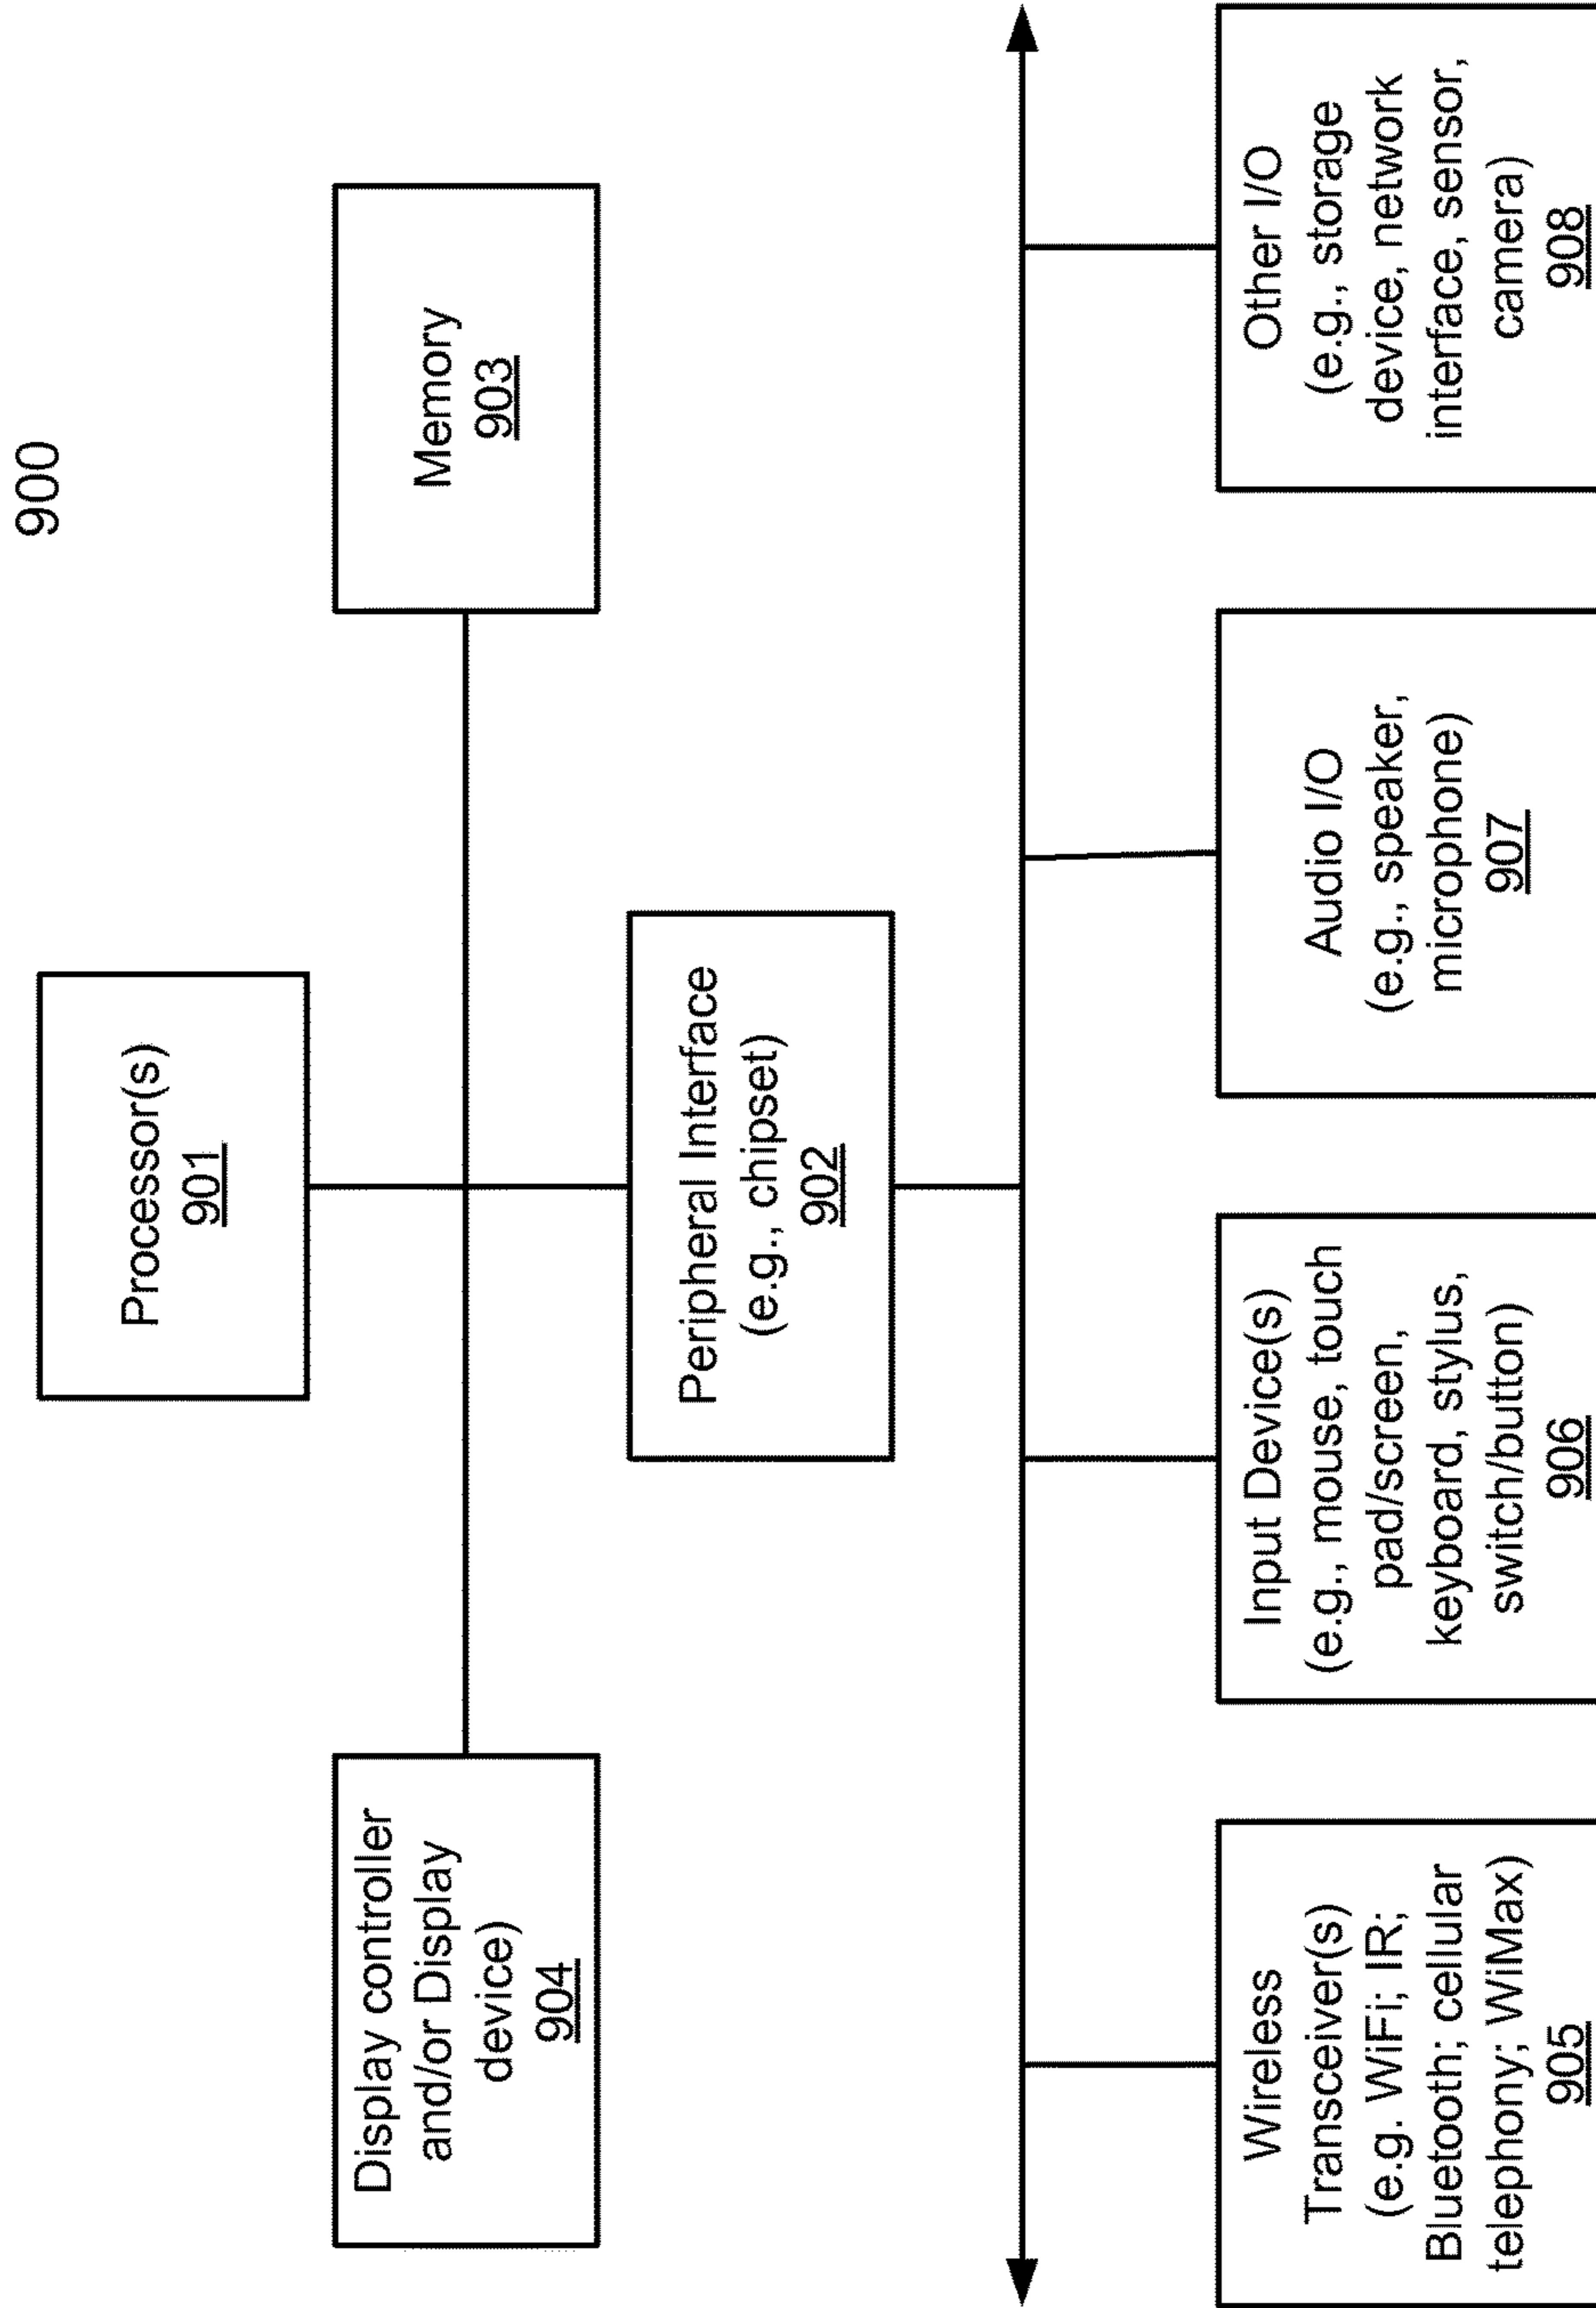 900
Processor(s)
901
Display controller
and/or Display
device)
904
Memory
903
Peripheral Interface
(e.g., chipset)
902
Wireless
Transceiver(s)
(e.g. WiFi; IR;
Bluetooth; cellular
telephony; WiMax)
905
Input Device(s)
(e.g., mouse, touch
pad/screen,
keyboard, stylus,
switch/button)
906
Audio I/O
(e.g., speaker,
microphone)
907
Other I/O
(e.g., storage
device, network
interface, sensor,
camera)
908